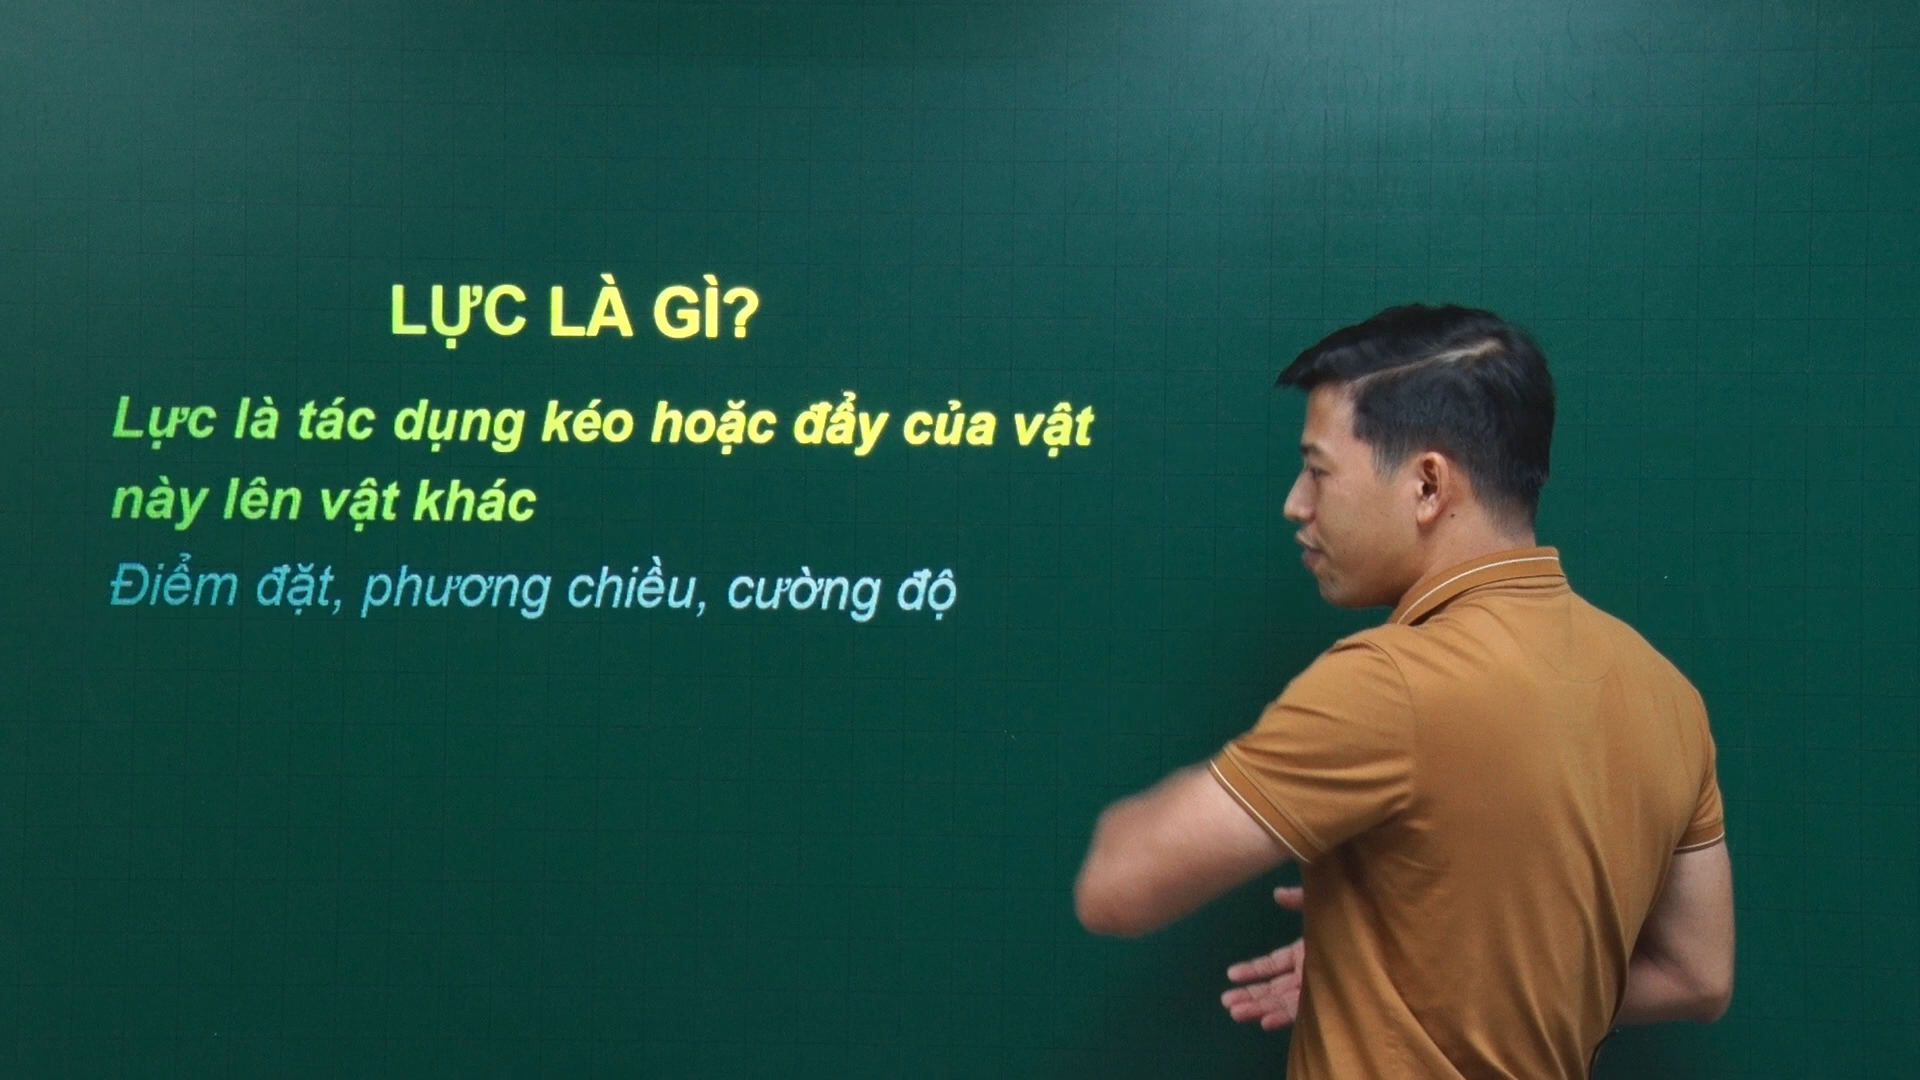 LỰC LÀ GÌ?
Lực là tác dụng kéo hoặc đẩy của vật
này lên vật khác
Điểm đặt, phương chiều, cường độ